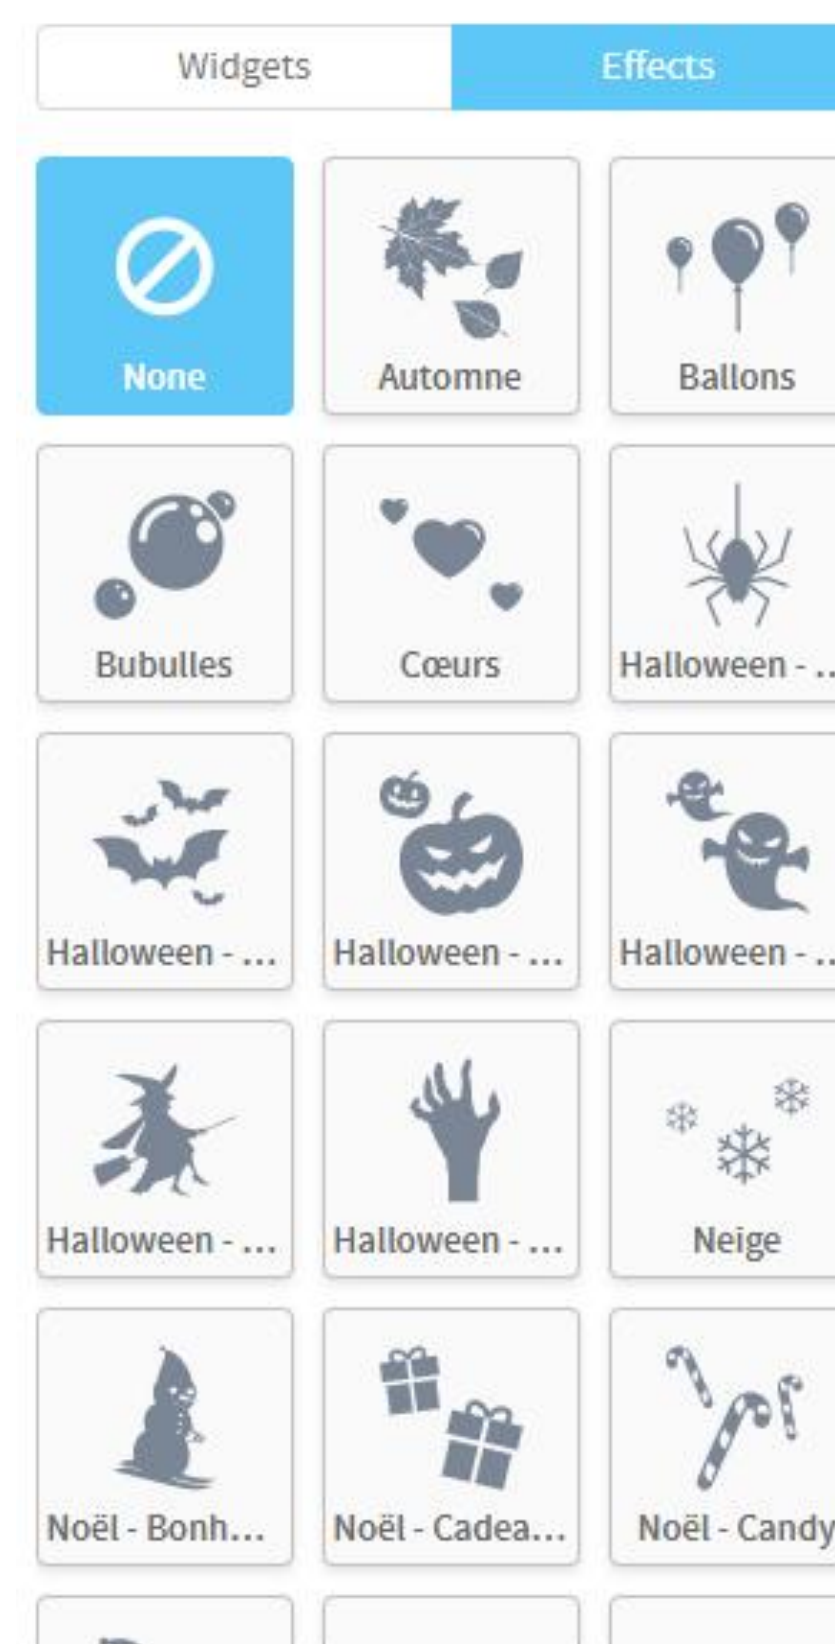 Widgets
Effects
None
Automne
Ballons
Bubulles
Cœurs
Halloween - ...
Halloween - ...
Halloween - ...
Halloween - ...
Halloween - ...
Halloween - ...
Neige
Noël - Bonh...
Noël - Cadea...
Noël - Candy